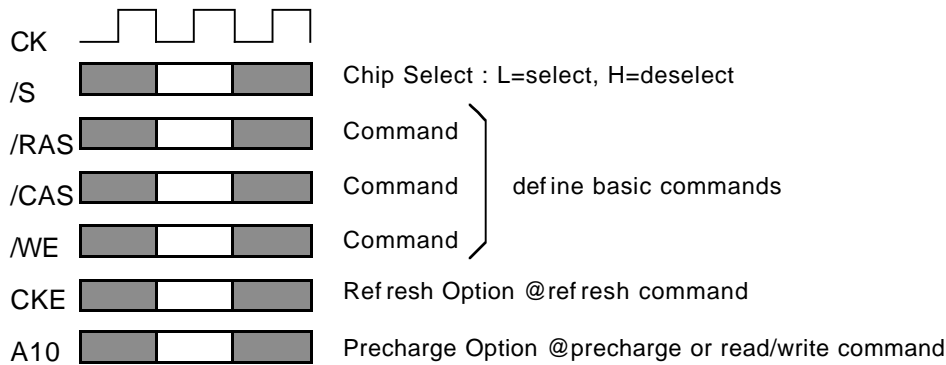 CK
/S Chip Select : L=select, H=deselect
/RAS Command
/CAS Command define basic commands
/WE Command
CKE Refresh Option @refresh command
A10 Precharge Option @precharge or read/write command